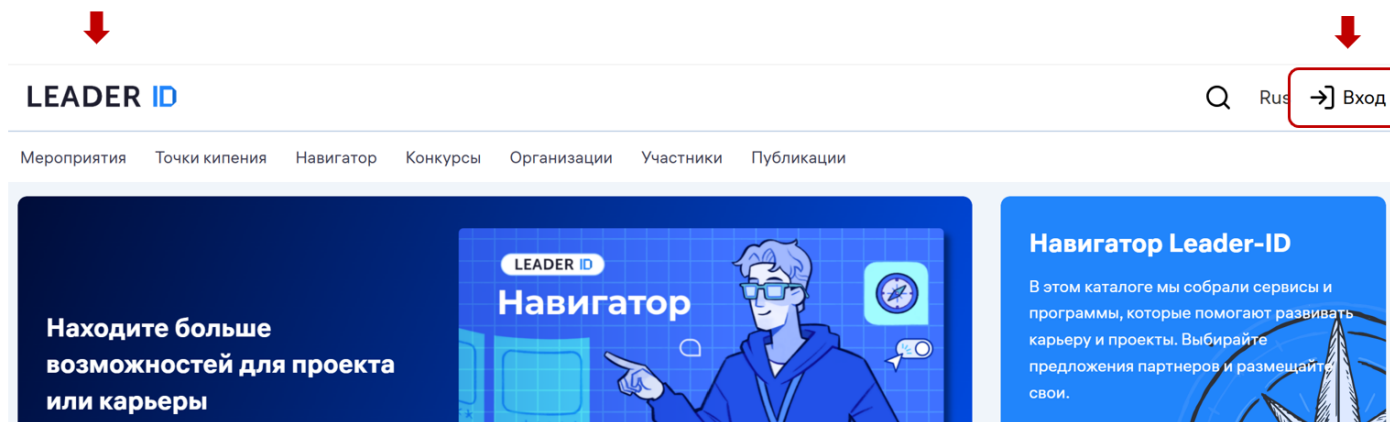 LEADER ID
Rus
Вход
Мероприятия Точки кипения Навигатор Конкурсы Организации Участники Публикации
Находите больше
возможностей для проекта
или карьеры
LEADER ID
Навигатор
Навигатор Leader-ID
В этом каталоге мы собрали сервисы и
программы, которые помогают развивать
карьеру и проекты. Выбирайте
предложения партнеров и размещайте
свои.